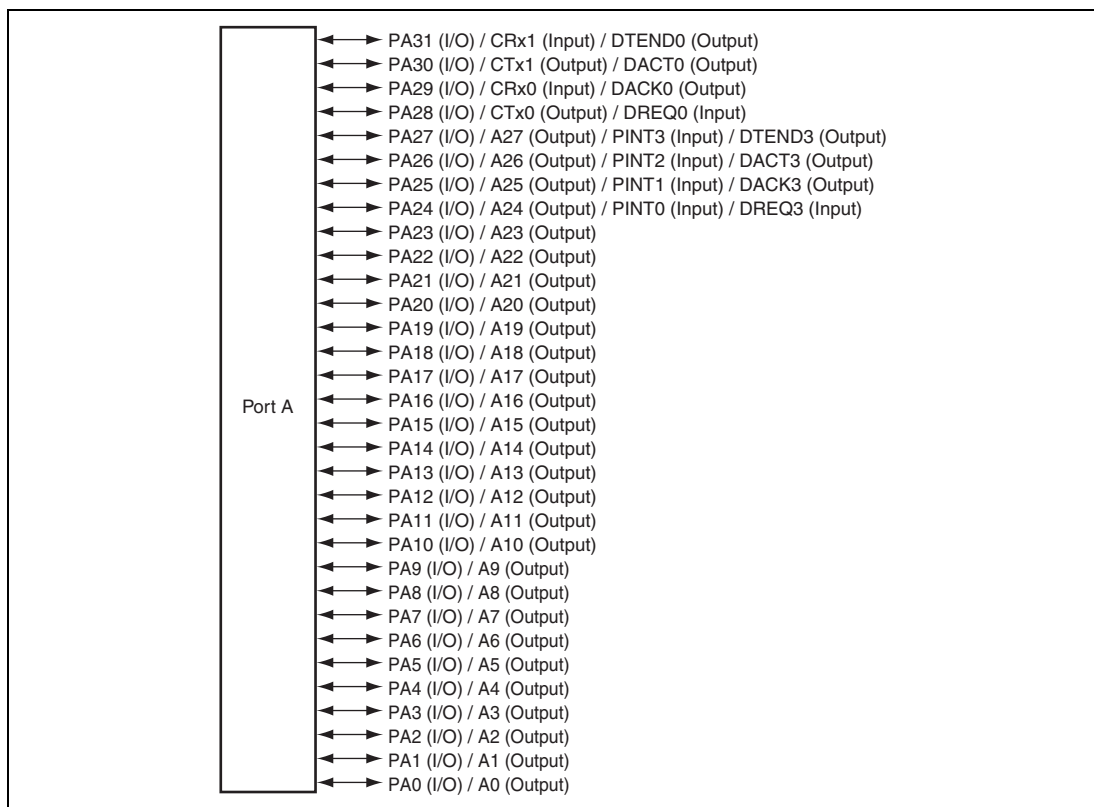 PA31 (I/O) / CRx1 (Input) / DTEND0 (Output)
PA30 (I/O) / CTx1 (Output) / DACT0 (Output)
PA29 (I/O) / CRx0 (Input) / DACK0 (Output)
PA28 (I/O) / CTx0 (Output) / DREQ0 (Input)
PA27 (I/O) / A27 (Output) / PINT3 (Input) / DTEND3 (Output)
PA26 (I/O) / A26 (Output) / PINT2 (Input) / DACT3 (Output)
PA25 (I/O) / A25 (Output) / PINT1 (Input) / DACK3 (Output)
PA24 (I/O) / A24 (Output) / PINT0 (Input) / DREQ3 (Input)
PA23 (I/O) / A23 (Output)
PA22 (I/O) / A22 (Output)
PA21 (I/O) / A21 (Output)
PA20 (I/O) / A20 (Output)
PA19 (I/O) / A19 (Output)
PA18 (I/O) / A18 (Output)
PA17 (I/O) / A17 (Output)
Port A
PA16 (I/O) / A16 (Output)
PA15 (I/O) / A15 (Output)
PA14 (I/O) / A14 (Output)
PA13 (I/O) / A13 (Output)
PA12 (I/O) / A12 (Output)
PA11 (I/O) / A11 (Output)
PA10 (I/O) / A10 (Output)
PA9 (I/O) / A9 (Output)
PA8 (I/O) / A8 (Output)
PA7 (I/O) / A7 (Output)
PA6 (I/O) / A6 (Output)
PA5 (I/O) / A5 (Output)
PA4 (I/O) / A4 (Output)
PA3 (I/O) / A3 (Output)
PA2 (I/O) / A2 (Output)
PA1 (I/O) / A1 (Output)
PA0 (I/O) / A0 (Output)